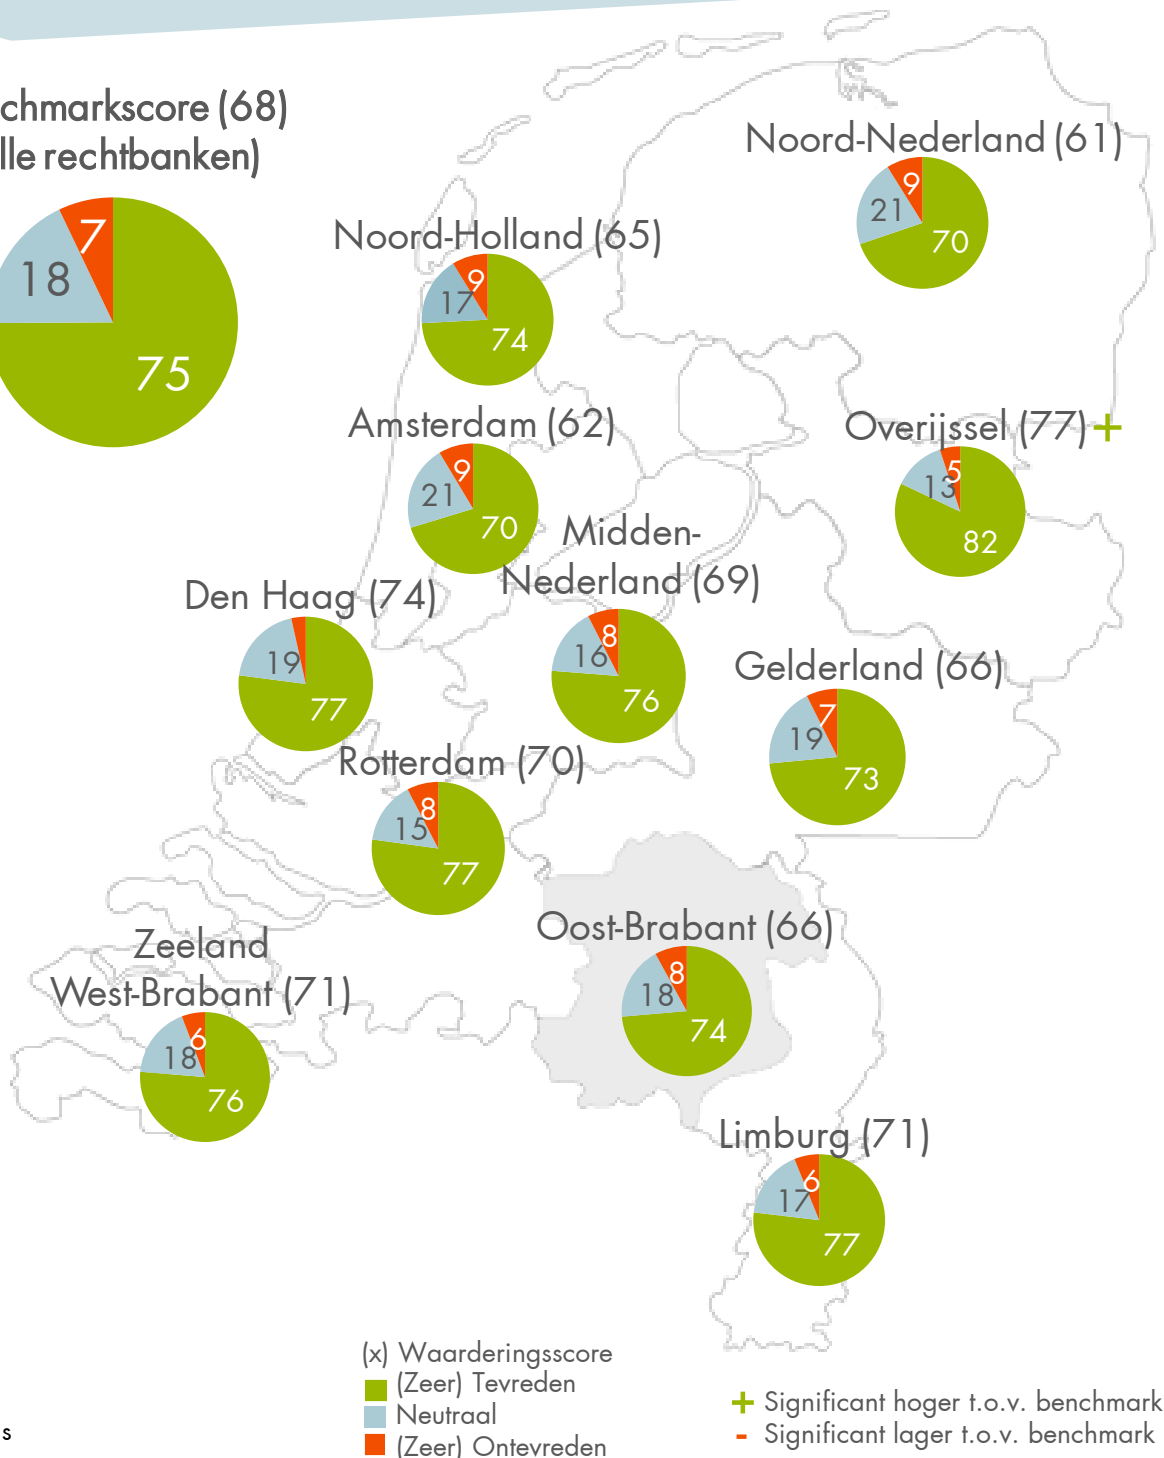 chmarkscore (68)
lle rechtbanken)
7
18
75
Noord-Nederland (61)
9
21
70
Noord-Holland (65)
9
17
74
Amsterdam (62)
9
21
70
Overijssel (77) +
5
13
82
Midden-
Nederland (69)
8
16
76
Den Haag (74)
19
77
Gelderland (66)
7
19
73
Rotterdam (70)
8
15
77
Oost-Brabant (66)
8
18
74
Zeeland
West-Brabant (71)
6
18
76
Limburg (71)
6
17
77
(x) Waarderingsscore
(Zeer) Tevreden
Neutraal
(Zeer) Ontevreden
+ Significant hoger t.o.v. benchmark
- Significant lager t.o.v. benchmark
s